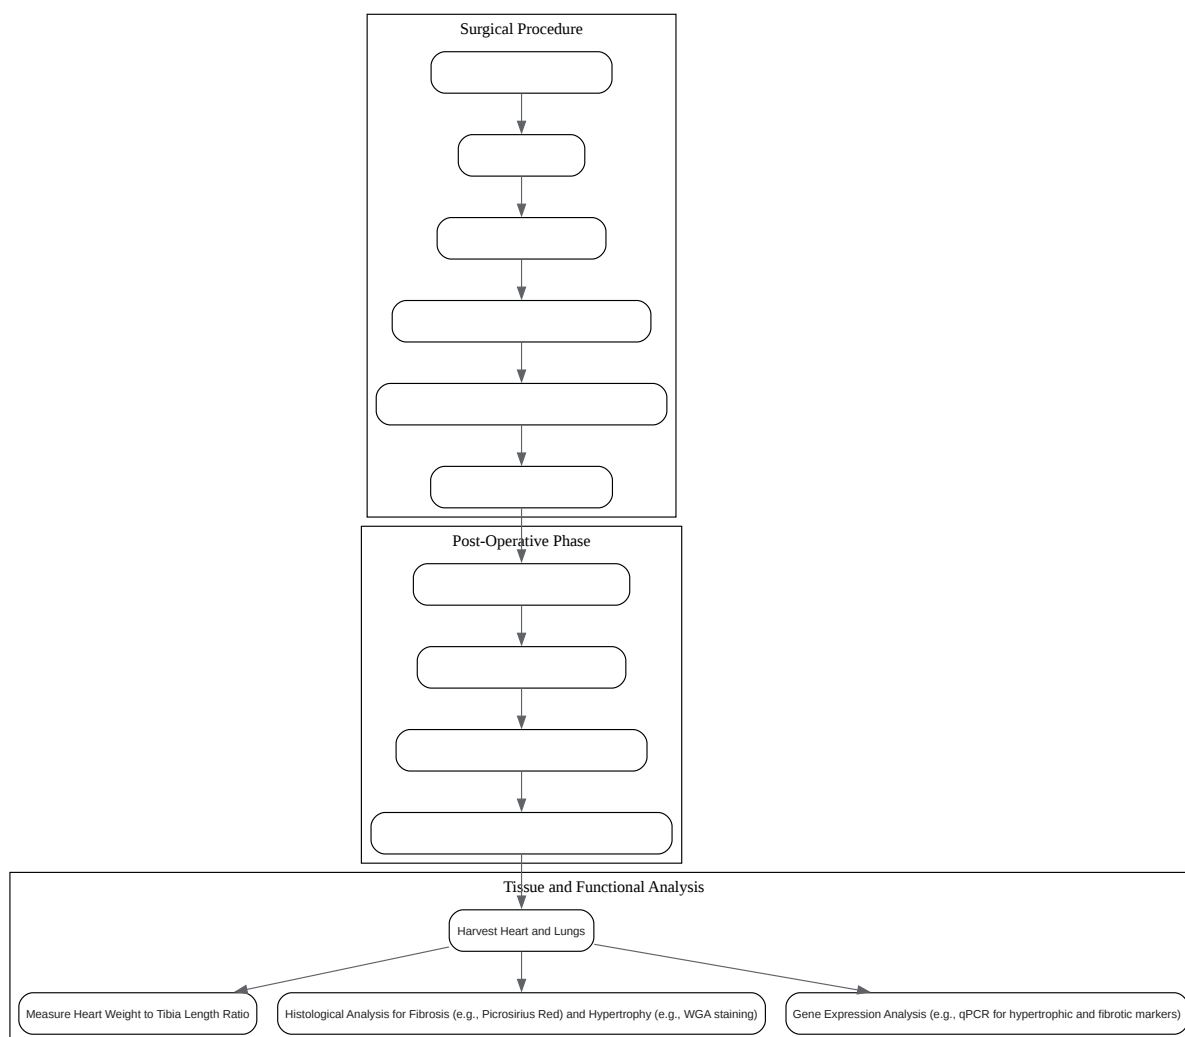 Surgical Procedure
Post-Operative Phase
Tissue and Functional Analysis
Harvest Heart and Lungs
Measure Heart Weight to Tibia Length Ratio
Histological Analysis for Fibrosis (e.g., Picrosirius Red) and Hypertrophy (e.g., WGA staining)
Gene Expression Analysis (e.g., qPCR for hypertrophic and fibrotic markers)